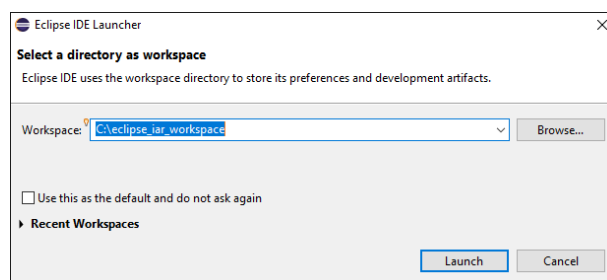 Eclipse IDE Launcher
Select a directory as workspace
Eclipse IDE uses the workspace directory to store its preferences and development artifacts.
Workspace: C:\eclipse_iar_workspace Browse...
Use this as the default and do not ask again
Recent Workspaces
Launch Cancel